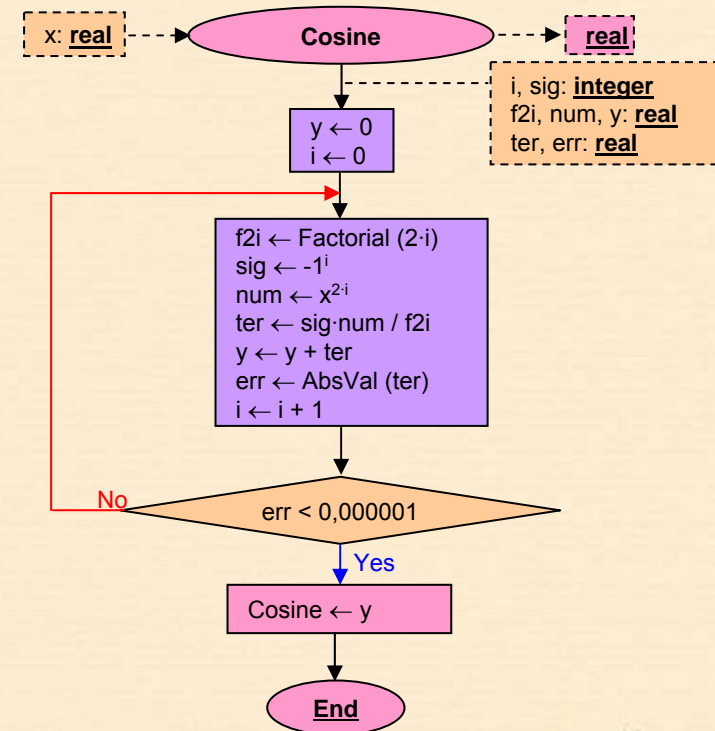 x: real
Cosine
real
i, sig: integer
f2i, num, y: real
ter, err: real
y ← 0
i ← 0
f2i ← Factorial (2·i)
sig ← -1ⁱ
num ← x²·ⁱ
ter ← sig·num / f2i
y ← y + ter
err ← AbsVal (ter)
i ← i + 1
No
err < 0,000001
Yes
Cosine ← y
End